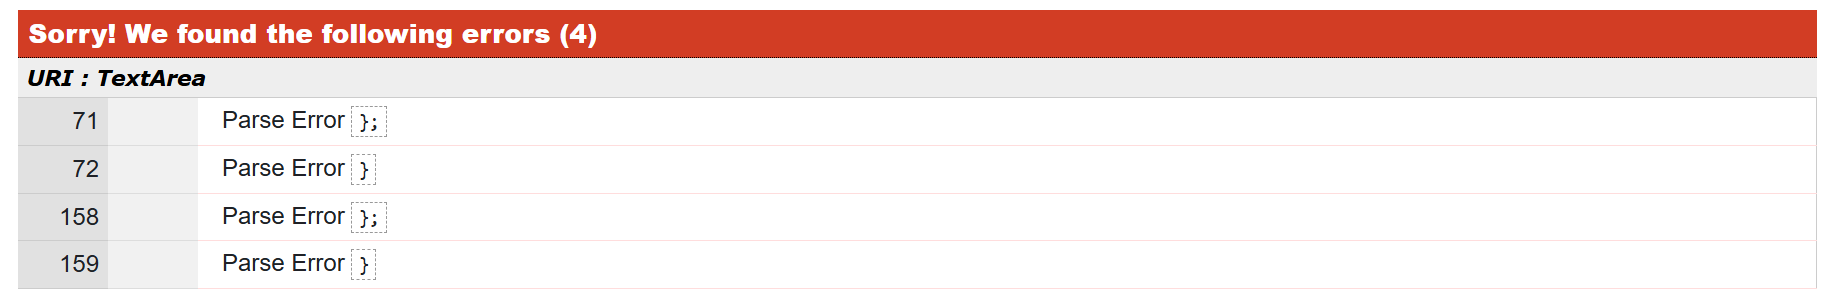 Sorry! We found the following errors (4)
URI : TextArea
71 Parse Error };
72 Parse Error }
158 Parse Error };
159 Parse Error }